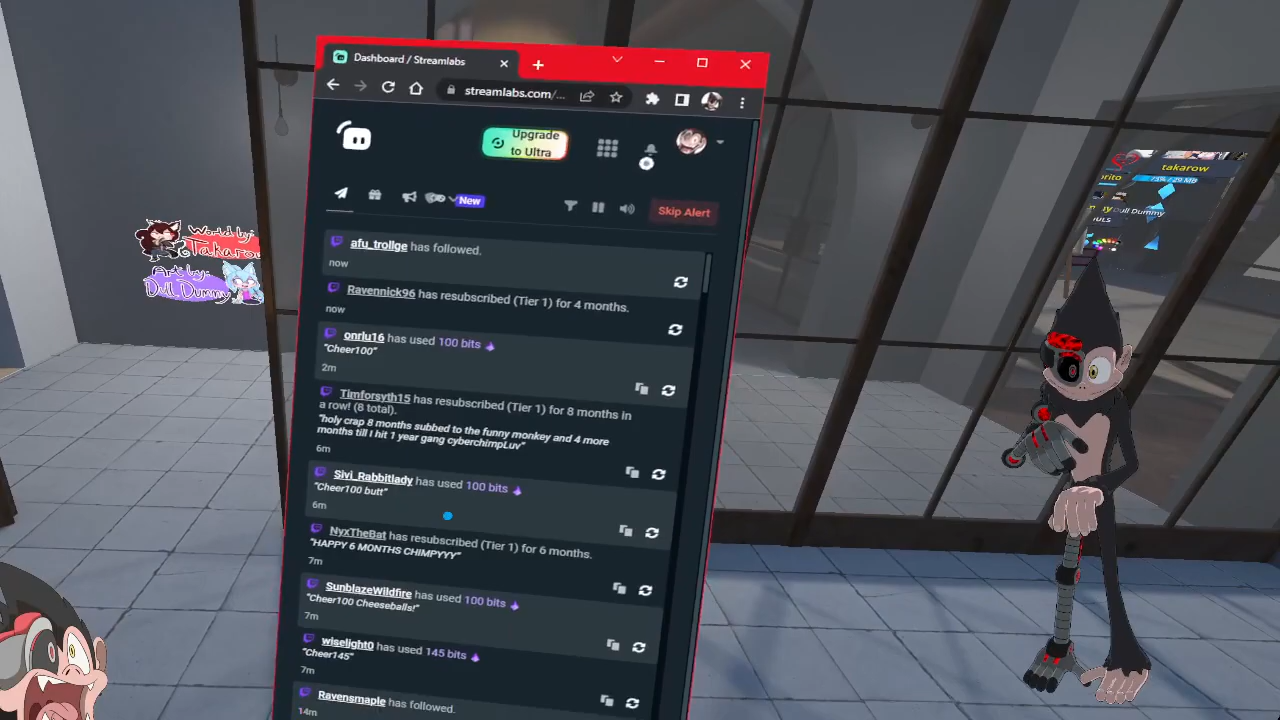 Dashboard / Streamlabs
streamlabs.com/...
Upgrade
to Ultra
New
Skip Alert
afu_trollge has followed.
now
Ravennick96 has resubscribed (Tier 1) for 4 months.
now
onrlu16 has used 100 bits
"Cheer100"
2m
Timforsyth15 has resubscribed (Tier 1) for 8 months in
a row! (8 total).
"holy crap 8 months subbed to the funny monkey and 4 more
months till I hit 1 year gang cyberchimpLuv"
6m
Sivi_Rabbitlady has used 100 bits
"Cheer100 butt"
6m
NyxTheBat has resubscribed (Tier 1) for 6 months.
"HAPPY 6 MONTHS CHIMPYYY"
7m
SunblazeWildfire has used 100 bits
"Cheer100 Cheeseballs!"
7m
wiselight0 has used 145 bits
"Cheer145"
7m
Ravensmaple has followed.
14m
World by:
Takarow
Art by:
Dull Dummy
takarow
Dull Dummy